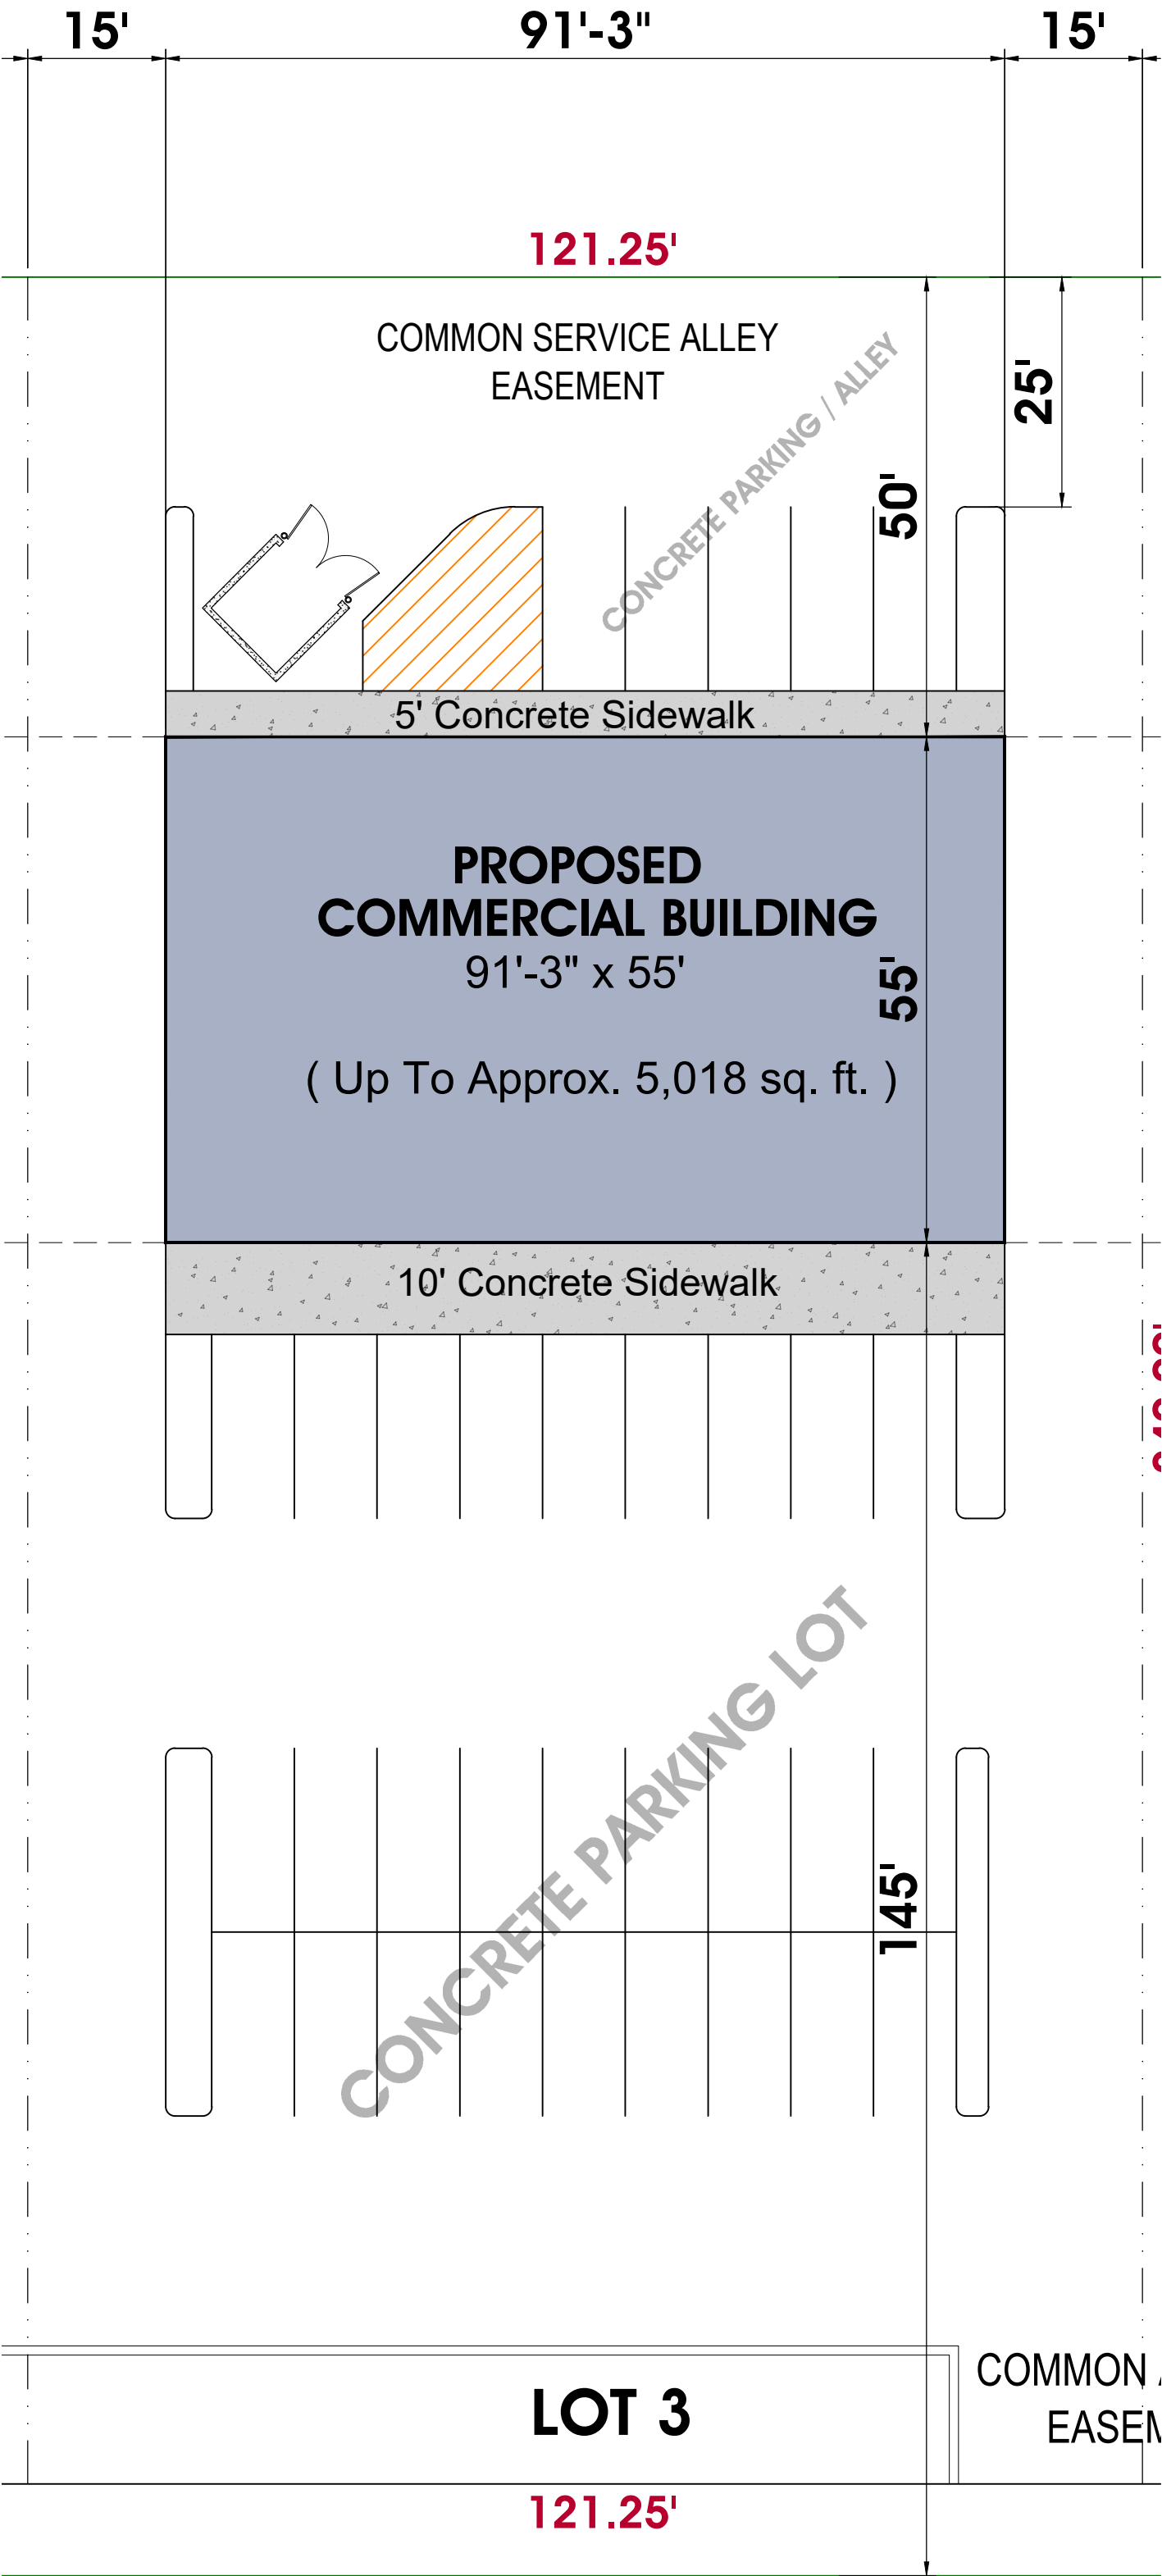 15'
91'-3"
15'
121.25'
COMMON SERVICE ALLEY
EASEMENT
25'
CONCRETE PARKING / ALLEY
50'
5' Concrete Sidewalk
PROPOSED
COMMERCIAL BUILDING
91'-3" x 55'
55'
( Up To Approx. 5,018 sq. ft. )
10' Concrete Sidewalk
CONCRETE PARKING LOT
145'
COMMON
LOT 3
121.25'